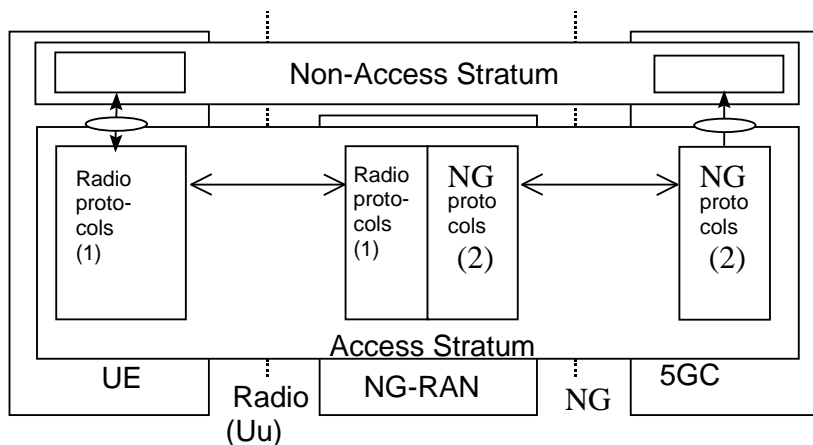 Non-Access Stratum
Radio
proto-
cols
(1)
Radio
proto-
cols
(1)
NG
proto
cols
(2)
NG
proto
cols
(2)
Access Stratum
UE
Radio
(Uu)
NG-RAN
NG
5GC